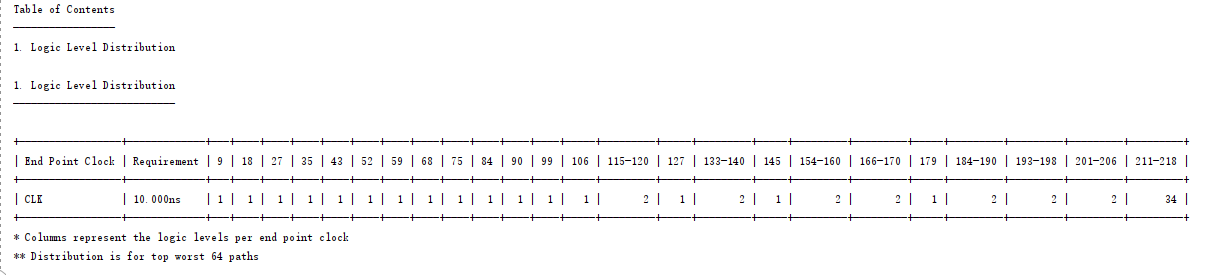 Table of Contents
1. Logic Level Distribution
1. Logic Level Distribution
| End Point Clock | Requirement | 9 | 18 | 27 | 35 | 43 | 52 | 59 | 68 | 75 | 84 | 90 | 99 | 106 | 115-120 | 127 | 133-140 | 145 | 154-160 | 166-170 | 179 | 184-190 | 193-198 | 201-206 | 211-218 |
| CLK | 10.000ns | 1 | 1 | 1 | 1 | 1 | 1 | 1 | 1 | 1 | 1 | 1 | 1 | 1 | 2 | 1 | 2 | 1 | 2 | 2 | 1 | 2 | 2 | 2 | 34 |
* Columns represent the logic levels per end point clock
** Distribution is for top worst 64 paths